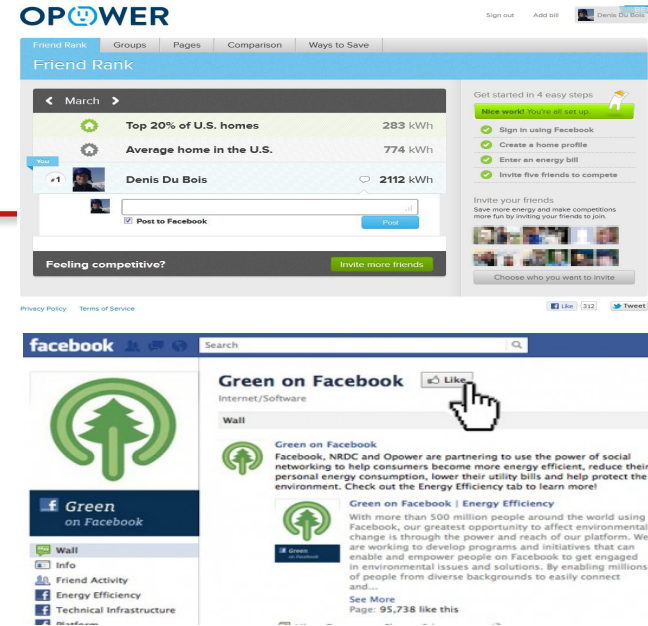 OPOWER
Sign out Add bill Denis Du Bois
Friend Rank Groups Pages Comparison Ways to Save
Friend Rank
March
Top 20% of U.S. homes 283 kWh
Average home in the U.S. 774 kWh
You
#1 Denis Du Bois 2112 kWh
Post to Facebook Post
Feeling competitive? Invite more friends
Get started in 4 easy steps
Nice work! You're all set up.
Sign in using Facebook
Create a home profile
Enter an energy bill
Invite five friends to compete
Invite your friends
Save more energy and make competitions
more fun by inviting your friends to join.
Choose who you want to invite
Privacy Policy Terms of Service
Like 312 Tweet
facebook Search
Green on Facebook Like
Internet/Software
Wall
Green on Facebook
Facebook, NRDC and Opower are partnering to use the power of social
networking to help consumers become more energy efficient, reduce their
personal energy consumption, lower their utility bills and help protect the
environment. Check out the Energy Efficiency tab to learn more!
Green on Facebook | Energy Efficiency
With more than 500 million people around the world using
Facebook, our greatest opportunity to affect environmental
change is through the power and reach of our platform. We
are working to develop programs and initiatives that can
enable and empower people on Facebook to get engaged
in environmental issues and solutions. By enabling millions
of people from diverse backgrounds to easily connect
and...
See More
Page: 95,738 like this
Green
on Facebook
Green
on Facebook
Wall
Info
Friend Activity
Energy Efficiency
Technical Infrastructure
Platform